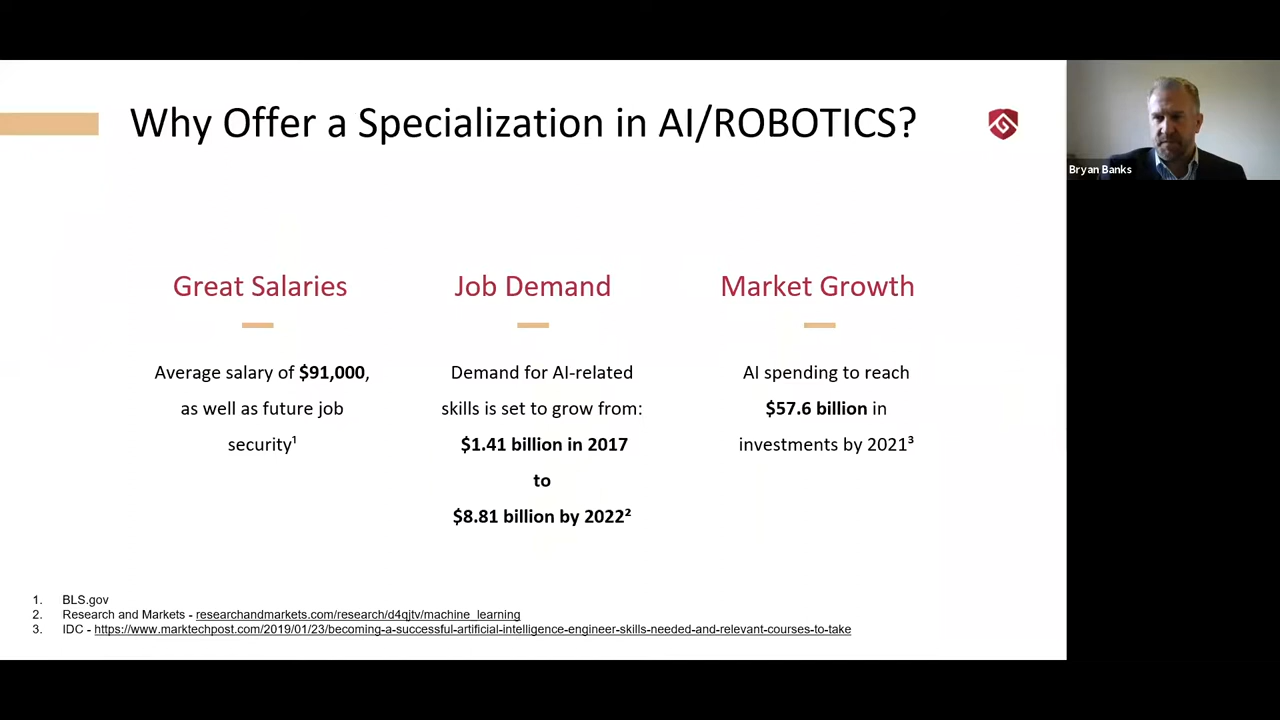 Why Offer a Specialization in AI/ROBOTICS?
Bryan Banks
Great Salaries
Average salary of $91,000,
as well as future job
security¹
Job Demand
Demand for AI-related
skills is set to grow from:
$1.41 billion in 2017
to
$8.81 billion by 2022²
Market Growth
AI spending to reach
$57.6 billion in
investments by 2021³
1. BLS.gov
2. Research and Markets - researchandmarkets.com/research/d4qjtv/machine_learning
3. IDC - https://www.marktechpost.com/2019/01/23/becoming-a-successful-artificial-intelligence-engineer-skills-needed-and-relevant-courses-to-take